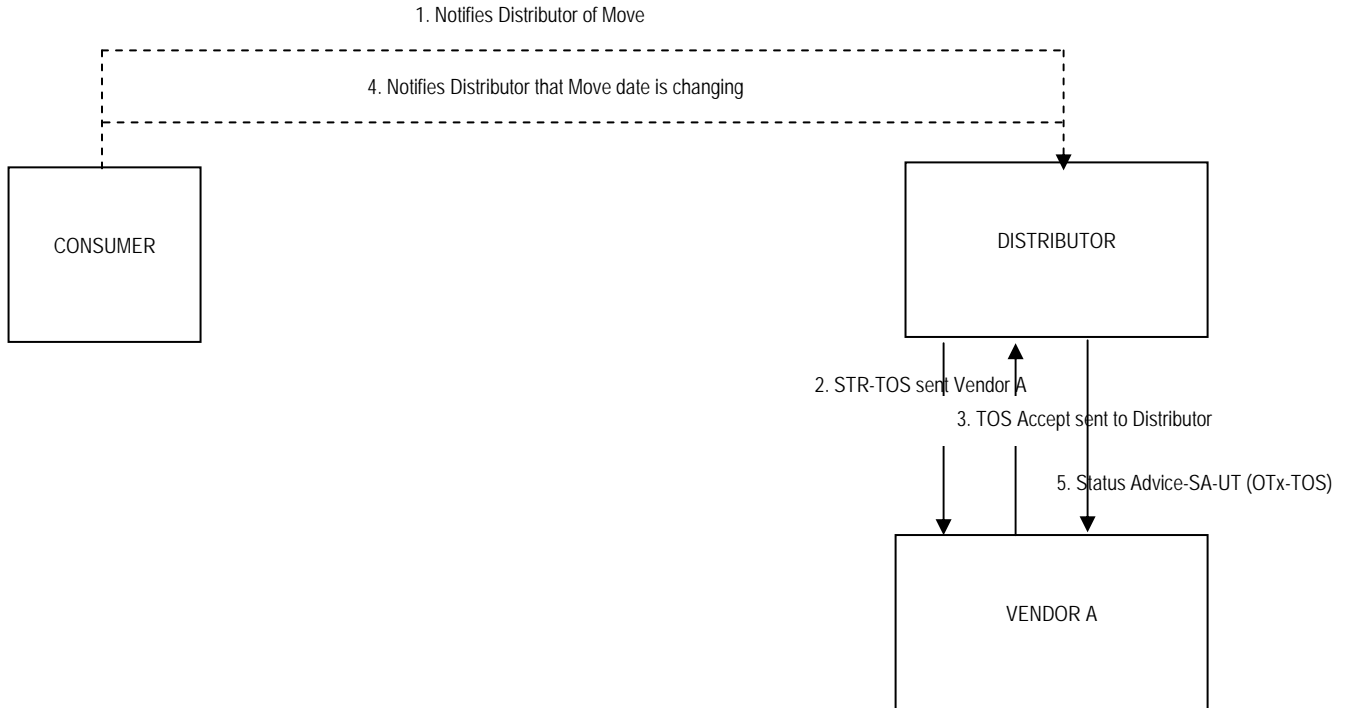 1. Notifies Distributor of Move
4. Notifies Distributor that Move date is changing
CONSUMER
DISTRIBUTOR
2. STR-TOS sent Vendor A
3. TOS Accept sent to Distributor
5. Status Advice-SA-UT (OTx-TOS)
VENDOR A